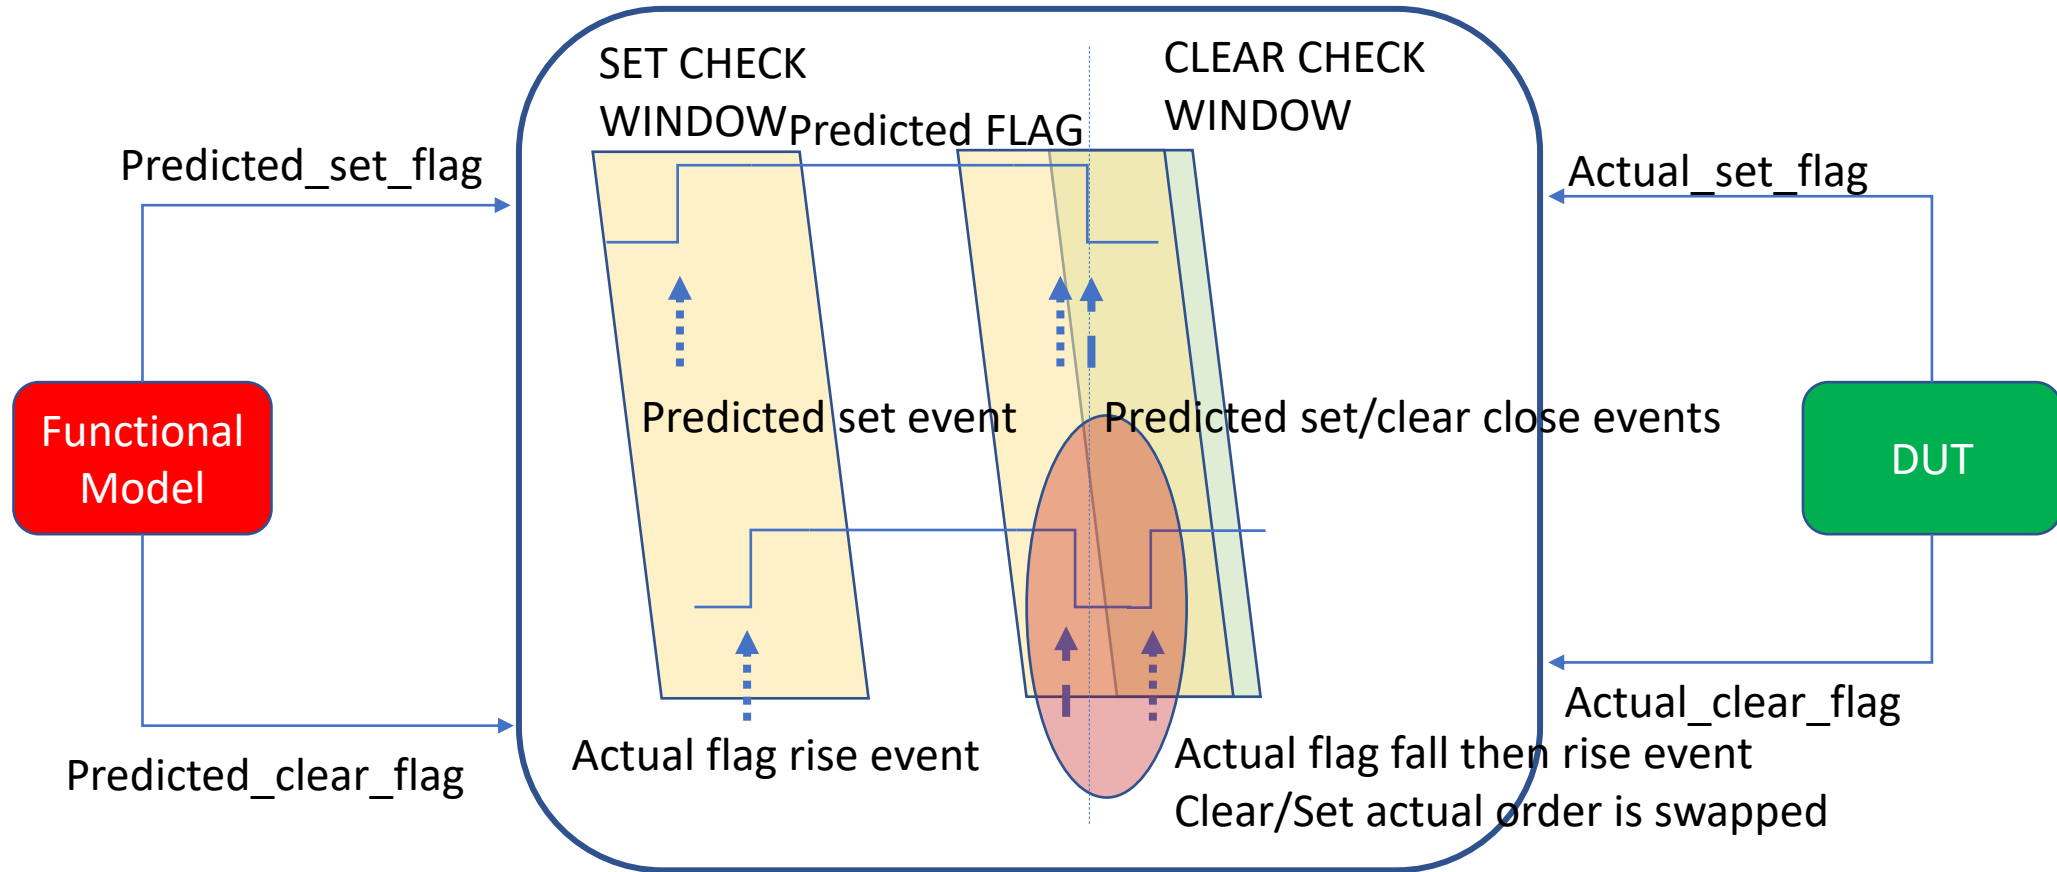 SET CHECK
WINDOW
CLEAR CHECK
WINDOW
Predicted FLAG
Predicted_set_flag
Actual_set_flag
Functional
Model
Predicted set event
Predicted set/clear close events
DUT
Actual_clear_flag
Predicted_clear_flag
Actual flag rise event
Actual flag fall then rise event
Clear/Set actual order is swapped